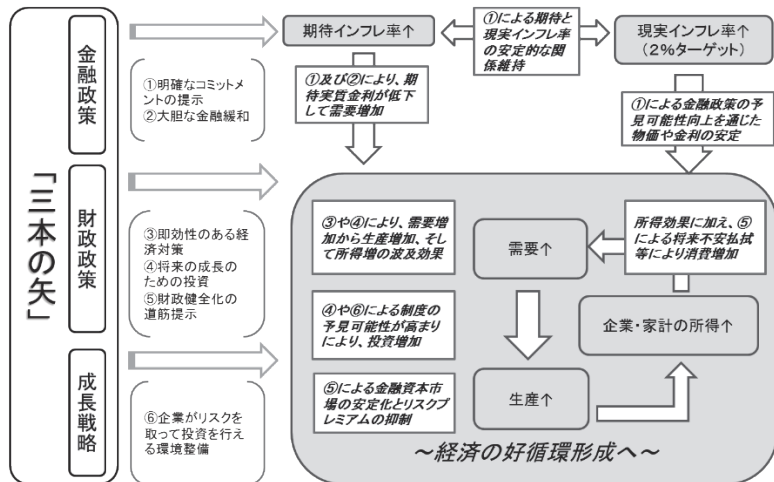 「三本の矢」
金融政策
財政政策
成長戦略
①明確なコミット
メントの提示
②大胆な金融緩和
③即効性のある経
済対策
④将来の成長の
ための投資
⑤財政健全化の
道筋提示
⑥企業がリスクを
取って投資を行え
る環境整備
期待インフレ率↑
①による期待と
現実インフレ率
の安定的な関
係維持
現実インフレ率↑
(2%ターゲット)
①及び②により、期
待実質金利が低下
して需要増加
①による金融政策の予
見可能性向上を通じた
物価や金利の安定
③や④により、需要増
加から生産増加、そ
して所得増の波及効果
④や⑥による制度の
予見可能性が高まり
により、投資増加
⑤による金融資本市
場の安定化とリスクプ
レミアムの抑制
需要↑
所得効果に加え、⑤
による将来不安払拭
等により消費増加
企業・家計の所得↑
生産↑
～経済の好循環形成へ～